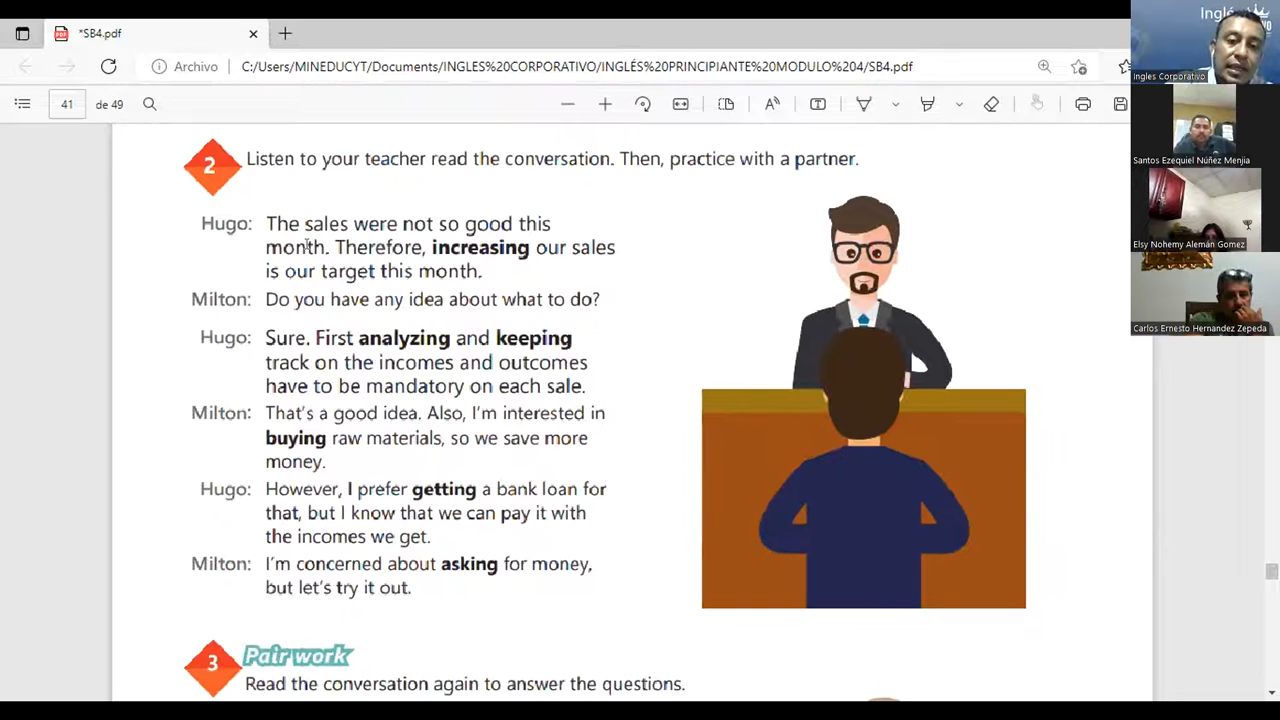 *SB4.pdf
Archivo
C:/Users/MINEDUCYT/Documents/INGLES%20CORPORATIVO/INGLÉS%20PRINCIPIANTE%20MODULO%204/SB4.pdf
41 de 49
2 Listen to your teacher read the conversation. Then, practice with a partner.
Hugo: The sales were not so good this
month. Therefore, increasing our sales
is our target this month.
Milton: Do you have any idea about what to do?
Hugo: Sure. First analyzing and keeping
track on the incomes and outcomes
have to be mandatory on each sale.
Milton: That's a good idea. Also, I'm interested in
buying raw materials, so we save more
money.
Hugo: However, I prefer getting a bank loan for
that, but I know that we can pay it with
the incomes we get.
Milton: I'm concerned about asking for money,
but let's try it out.
3 Pair work
Read the conversation again to answer the questions.
Ingles Corporativo
Santos Ezequiel Núñez Menjia
Elsy Nohemy Alemán Gomez
Carlos Ernesto Hernandez Zepeda